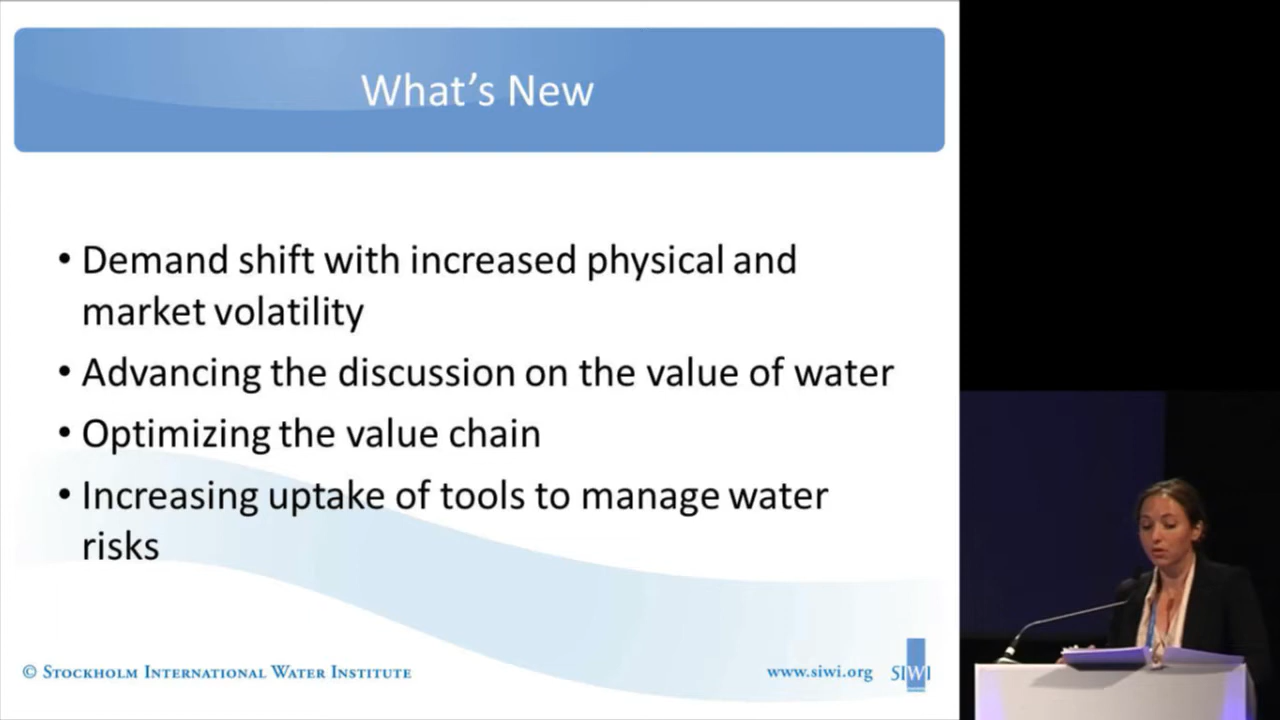 What's New
• Demand shift with increased physical and
market volatility
• Advancing the discussion on the value of water
• Optimizing the value chain
• Increasing uptake of tools to manage water
risks
© Stockholm International Water Institute
www.siwi.org
SIWI